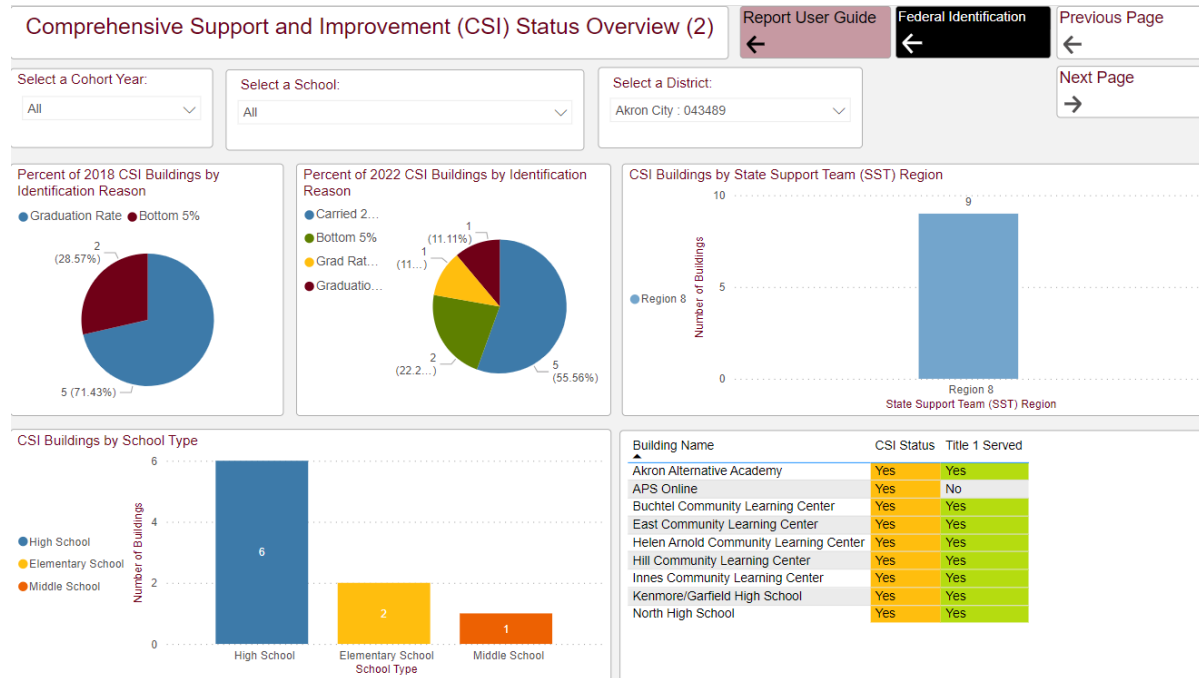 Comprehensive Support and Improvement (CSI) Status Overview (2)
Report User Guide
Federal Identification
Previous Page
Next Page
Select a Cohort Year:
All
Select a School:
All
Select a District:
Akron City : 043489
Percent of 2018 CSI Buildings by
Identification Reason
Graduation Rate
Bottom 5%
2
(28.57%)
5 (71.43%)
Percent of 2022 CSI Buildings by Identification
Reason
Carried 2...
Bottom 5%
Grad Rat...
Graduatio...
1
(11.11%)
1
(11...)
2
(22.2...)
5
(55.56%)
CSI Buildings by State Support Team (SST) Region
Region 8
Number of Buildings
10
5
0
9
Region 8
State Support Team (SST) Region
CSI Buildings by School Type
High School
Elementary School
Middle School
Number of Buildings
6
4
2
0
6
2
1
High School
Elementary School
Middle School
School Type
Building Name CSI Status Title 1 Served
Akron Alternative Academy Yes Yes
APS Online Yes No
Buchtel Community Learning Center Yes Yes
East Community Learning Center Yes Yes
Helen Arnold Community Learning Center Yes Yes
Hill Community Learning Center Yes Yes
Innes Community Learning Center Yes Yes
Kenmore/Garfield High School Yes Yes
North High School Yes Yes